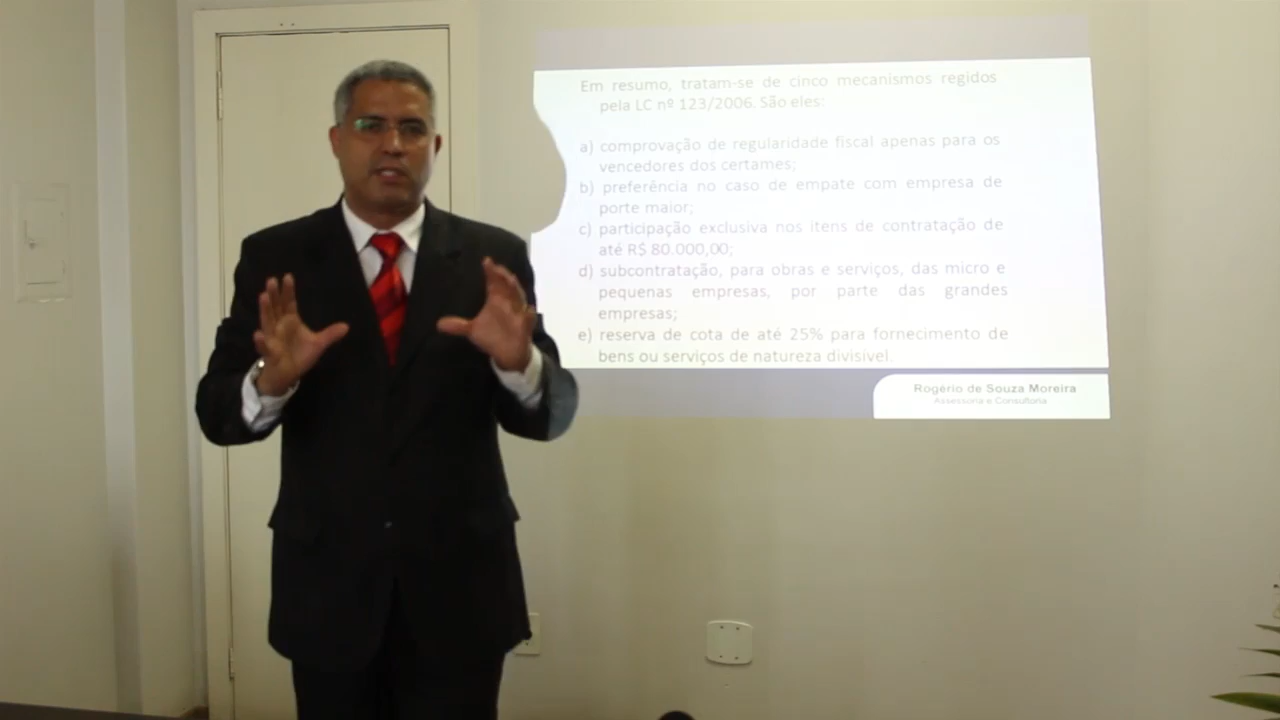 Em resumo, tratam-se de cinco mecanismos regidos
pela LC nº 123/2006. São eles:
a) comprovação de regularidade fiscal apenas para os
vencedores dos certames;
b) preferência no caso de empate com empresa de
porte maior;
c) participação exclusiva nos itens de contratação de
até R$ 80.000,00;
d) subcontratação, para obras e serviços, das micro e
pequenas empresas, por parte das grandes
empresas;
e) reserva de cota de até 25% para fornecimento de
bens ou serviços de natureza divisível.
Rogério de Souza Moreira
Assessoria e Consultoria